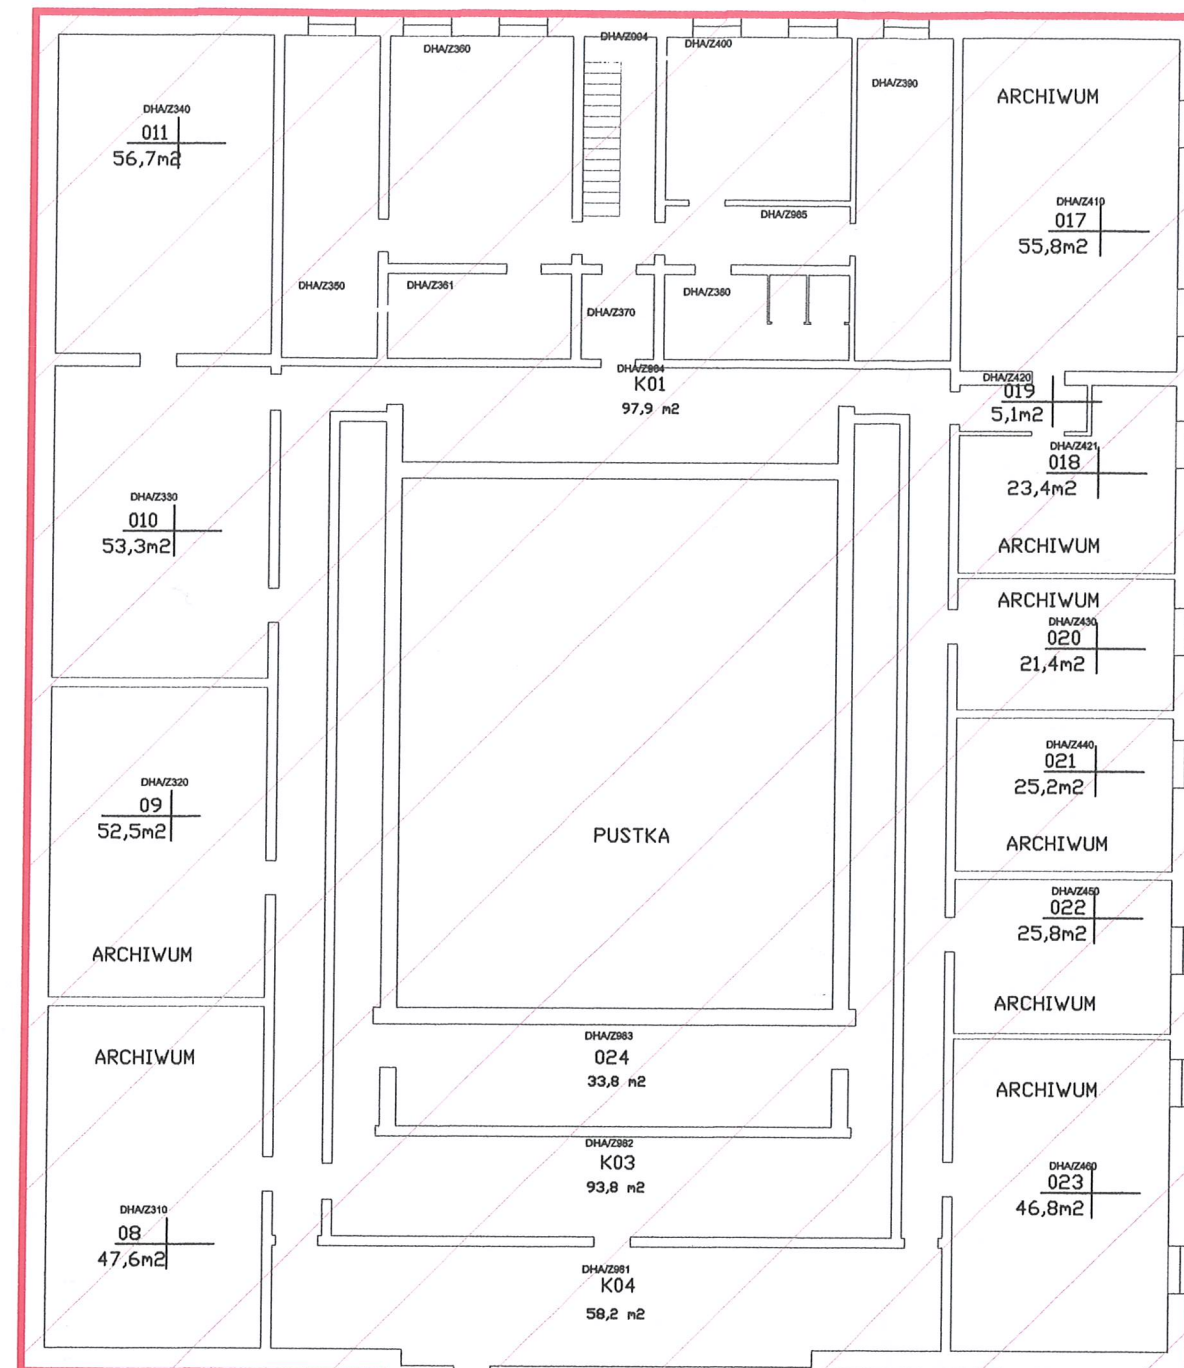 DHA/Z360
DHA/Z004
DHA/Z400
DHA/Z390
ARCHIWUM
DHA/Z340
011
56,7m2
DHA/Z410
017
55,8m2
DHA/Z985
DHA/Z350
DHA/Z361
DHA/Z370
DHA/Z380
DHA/Z984
K01
97,9 m2
DHA/Z420
019
5,1m2
DHA/Z421
018
23,4m2
ARCHIWUM
DHA/Z330
010
53,3m2
ARCHIWUM
DHA/Z430
020
21,4m2
DHA/Z440
021
25,2m2
ARCHIWUM
DHA/Z320
09
52,5m2
ARCHIWUM
PUSTKA
DHA/Z450
022
25,8m2
ARCHIWUM
ARCHIWUM
DHA/Z983
024
33,8 m2
ARCHIWUM
DHA/Z982
K03
93,8 m2
DHA/Z460
023
46,8m2
DHA/Z310
08
47,6m2
DHA/Z981
K04
58,2 m2